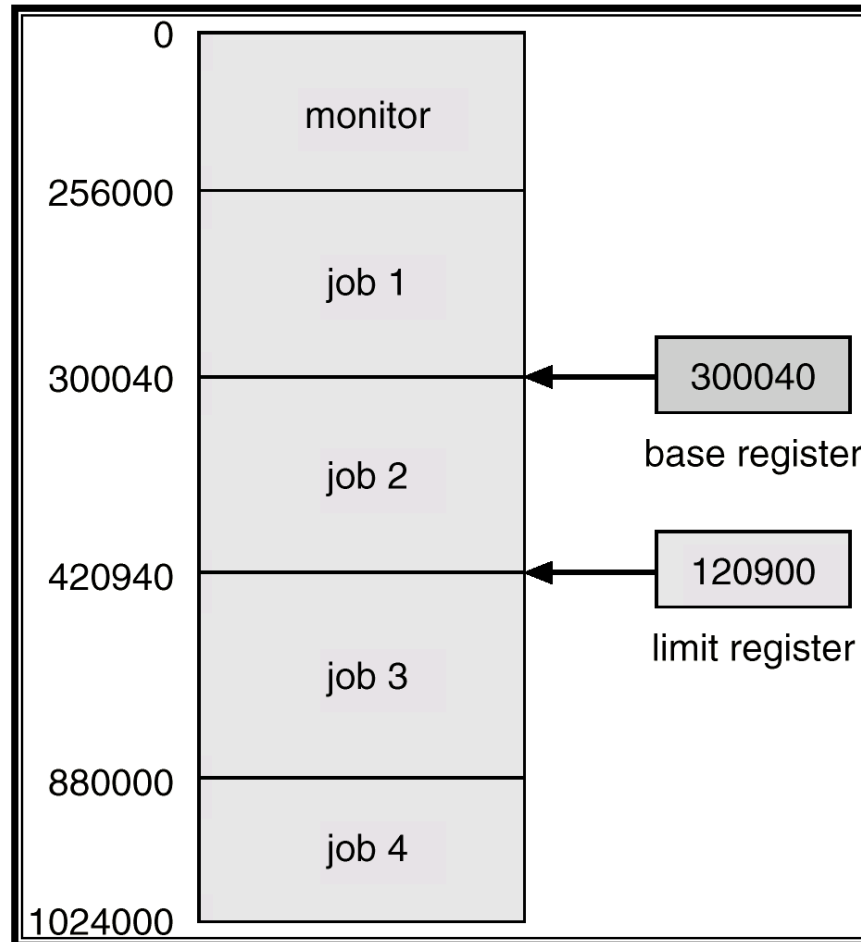 0
monitor
256000
job 1
300040
300040
base register
job 2
420940
120900
limit register
job 3
880000
job 4
1024000